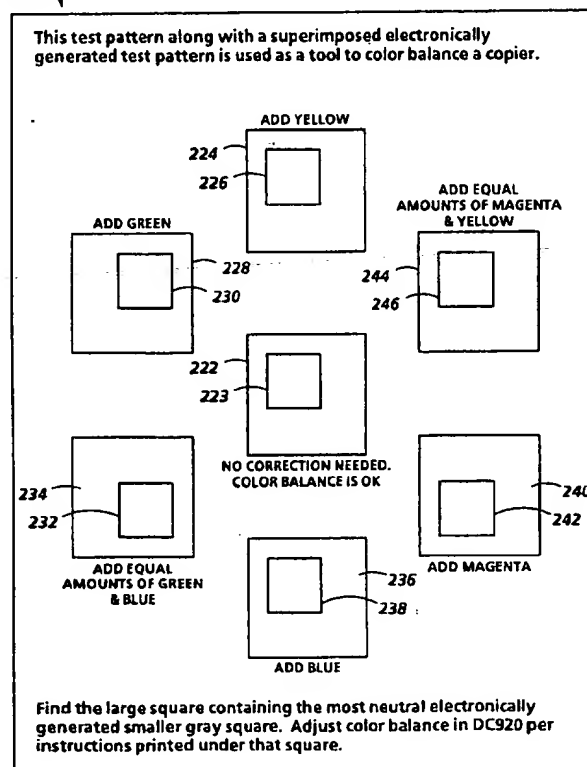 This test pattern along with a superimposed electronically
generated test pattern is used as a tool to color balance a copier.
ADD YELLOW
224
226
ADD EQUAL
AMOUNTS OF MAGENTA
& YELLOW
ADD GREEN
228
230
244
246
222
223
NO CORRECTION NEEDED.
COLOR BALANCE IS OK
234
232
240
242
ADD EQUAL
AMOUNTS OF GREEN
& BLUE
ADD MAGENTA
236
238
ADD BLUE
Find the large square containing the most neutral electronically
generated smaller gray square. Adjust color balance in DC920 per
instructions printed under that square.